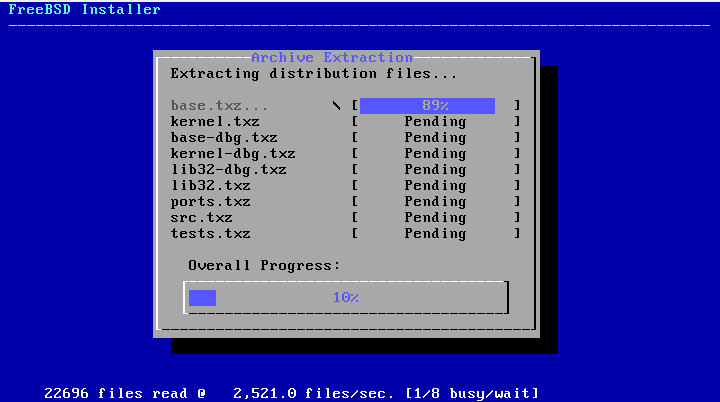 FreeBSD Installer
Archive Extraction
Extracting distribution files...
base.txz... \ [ 89% ]
kernel.txz [ Pending ]
base-dbg.txz [ Pending ]
kernel-dbg.txz [ Pending ]
lib32-dbg.txz [ Pending ]
lib32.txz [ Pending ]
ports.txz [ Pending ]
src.txz [ Pending ]
tests.txz [ Pending ]
Overall Progress:
10%
22696 files read @ 2,521.0 files/sec. [1/8 busy/wait]